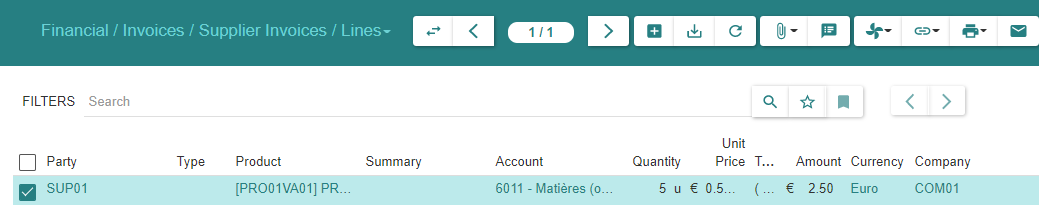 Financial / Invoices / Supplier Invoices / Lines
1 / 1
FILTERS Search
Party Type Product Summary Account Quantity Unit Price T... Amount Currency Company
SUP01 [PRO01VA01] PR... 6011 - Matières (o... 5 u € 0.5... ( ... € 2.50 Euro COM01